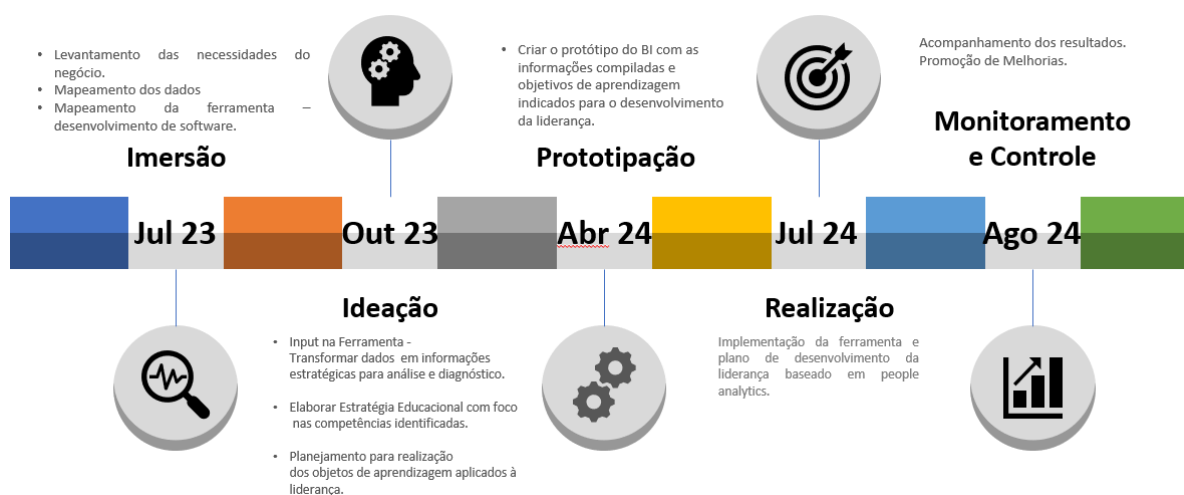 • Levantamento das necessidades do
negócio.
• Mapeamento dos dados
• Mapeamento da ferramenta –
desenvolvimento de software.
Imersão
• Criar o protótipo do BI com as
informações compiladas e
objetivos de aprendizagem
indicados para o desenvolvimento
da liderança.
Prototipação
Acompanhamento dos resultados.
Promoção de Melhorias.
Monitoramento
e Controle
Jul 23
Out 23
Abr 24
Jul 24
Ago 24
Ideação
• Input na Ferramenta -
Transformar dados em informações
estratégicas para análise e diagnóstico.
• Elaborar Estratégia Educacional com foco
nas competências identificadas.
• Planejamento para realização
dos objetos de aprendizagem aplicados à
liderança.
Realização
Implementação da ferramenta e
plano de desenvolvimento da
liderança baseado em people
analytics.